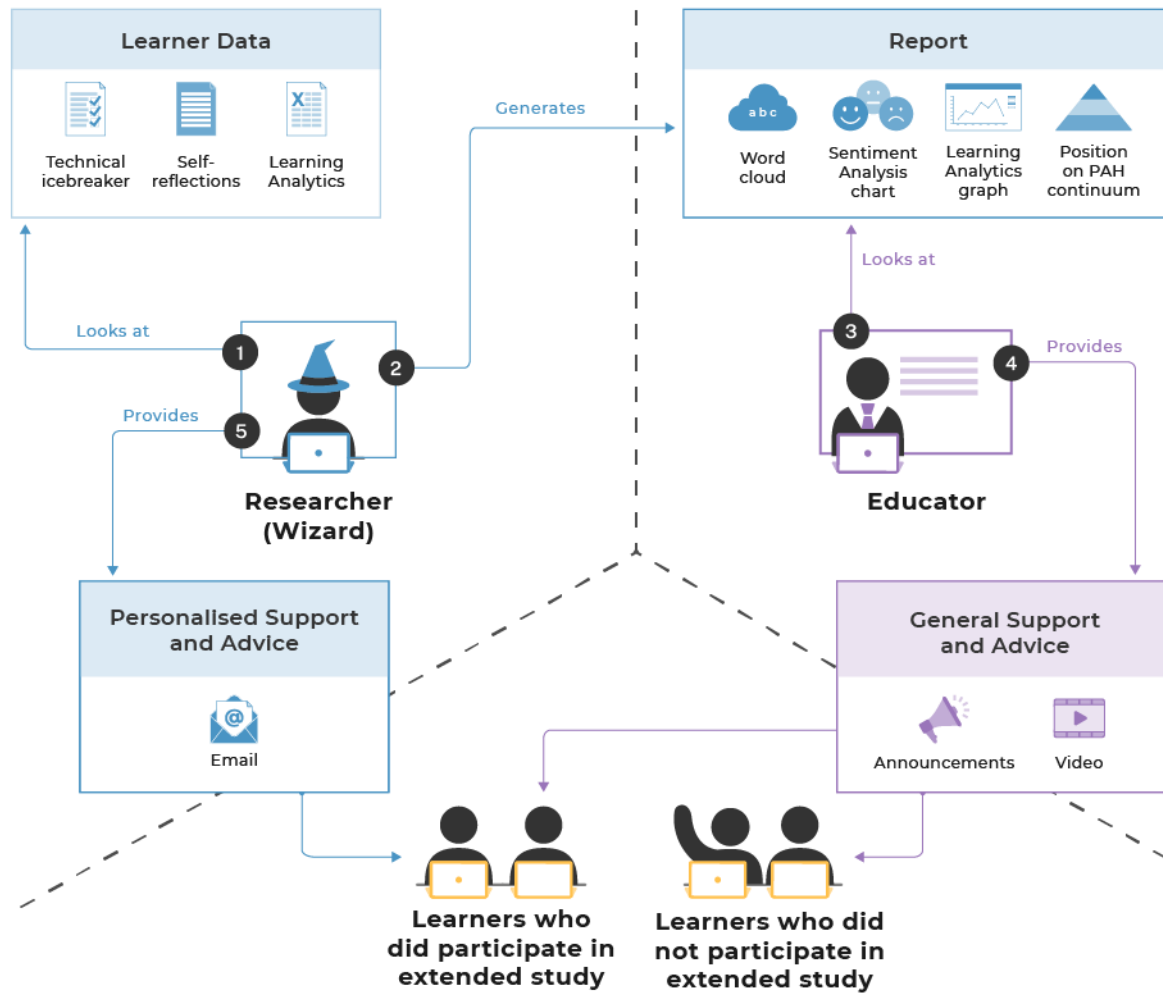 Learner Data
Technical
icebreaker
Self-
reflections
Learning
Analytics
Generates
Report
a b c
Word
cloud
Sentiment
Analysis
chart
Learning
Analytics
graph
Position
on PAH
continuum
Looks at
1
2
Provides
5
Researcher
(Wizard)
Looks at
3
4
Provides
Educator
Personalised Support
and Advice
@
Email
General Support
and Advice
Announcements
Video
Learners who
did participate in
extended study
Learners who did
not participate in
extended study